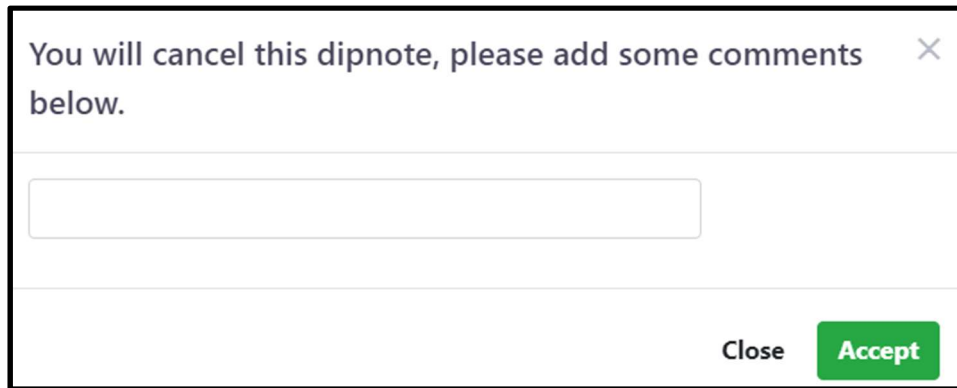 You will cancel this dipnote, please add some comments
below.
Close
Accept